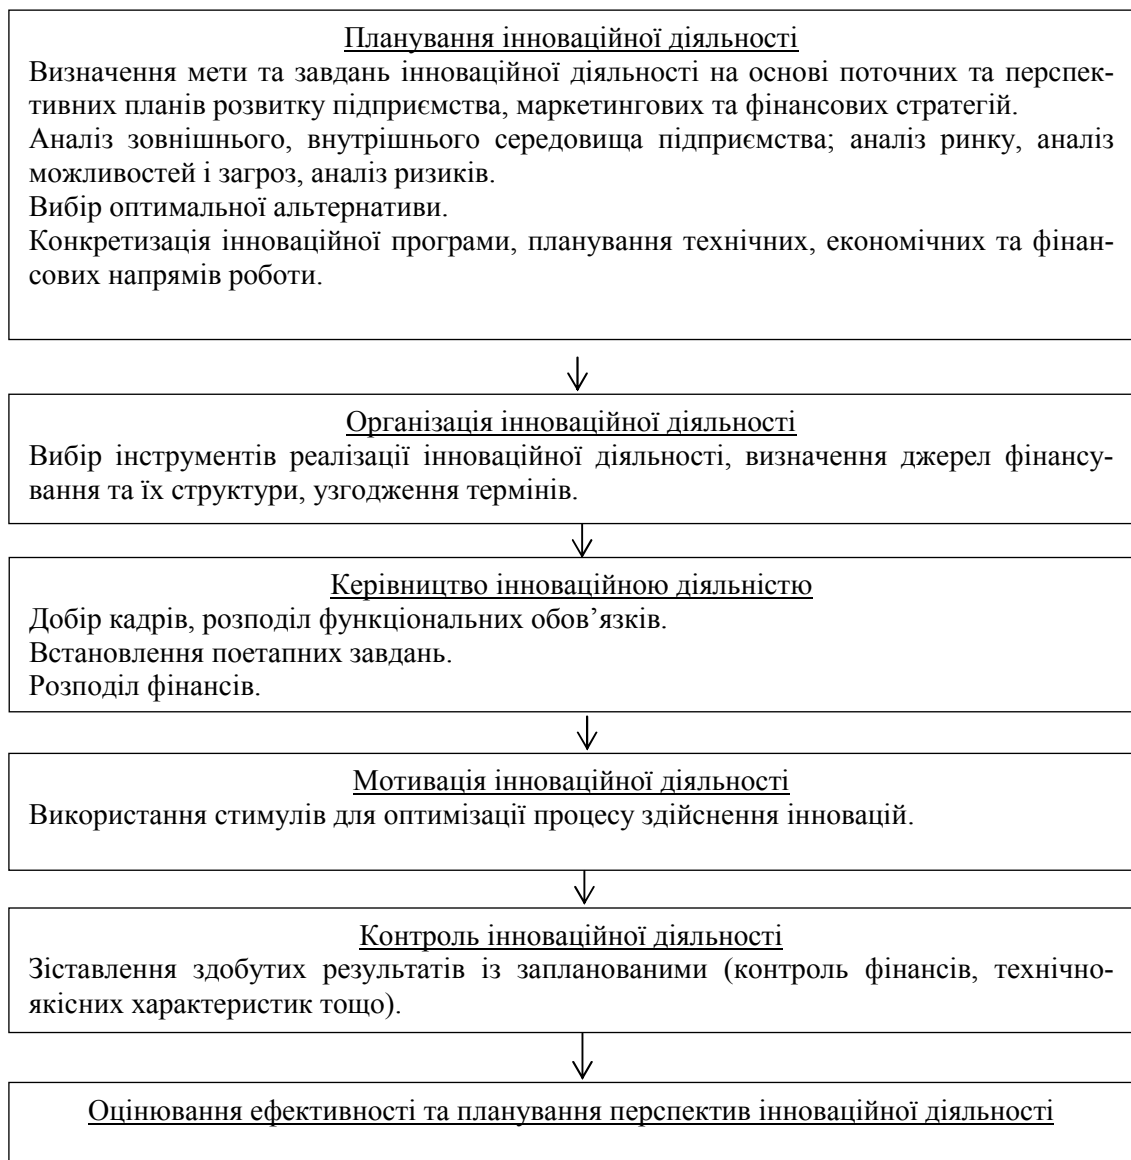 Планування інноваційної діяльності
Визначення мети та завдань інноваційної діяльності на основі поточних та перспек-
тивних планів розвитку підприємства, маркетингових та фінансових стратегій.
Аналіз зовнішнього, внутрішнього середовища підприємства; аналіз ринку, аналіз
можливостей і загроз, аналіз ризиків.
Вибір оптимальної альтернативи.
Конкретизація інноваційної програми, планування технічних, економічних та фінан-
сових напрямів роботи.
Організація інноваційної діяльності
Вибір інструментів реалізації інноваційної діяльності, визначення джерел фінансу-
вання та їх структури, узгодження термінів.
Керівництво інноваційною діяльністю
Добір кадрів, розподіл функціональних обов’язків.
Встановлення поетапних завдань.
Розподіл фінансів.
Мотивація інноваційної діяльності
Використання стимулів для оптимізації процесу здійснення інновацій.
Контроль інноваційної діяльності
Зіставлення здобутих результатів із запланованими (контроль фінансів, технічно-
якісних характеристик тощо).
Оцінювання ефективності та планування перспектив інноваційної діяльності